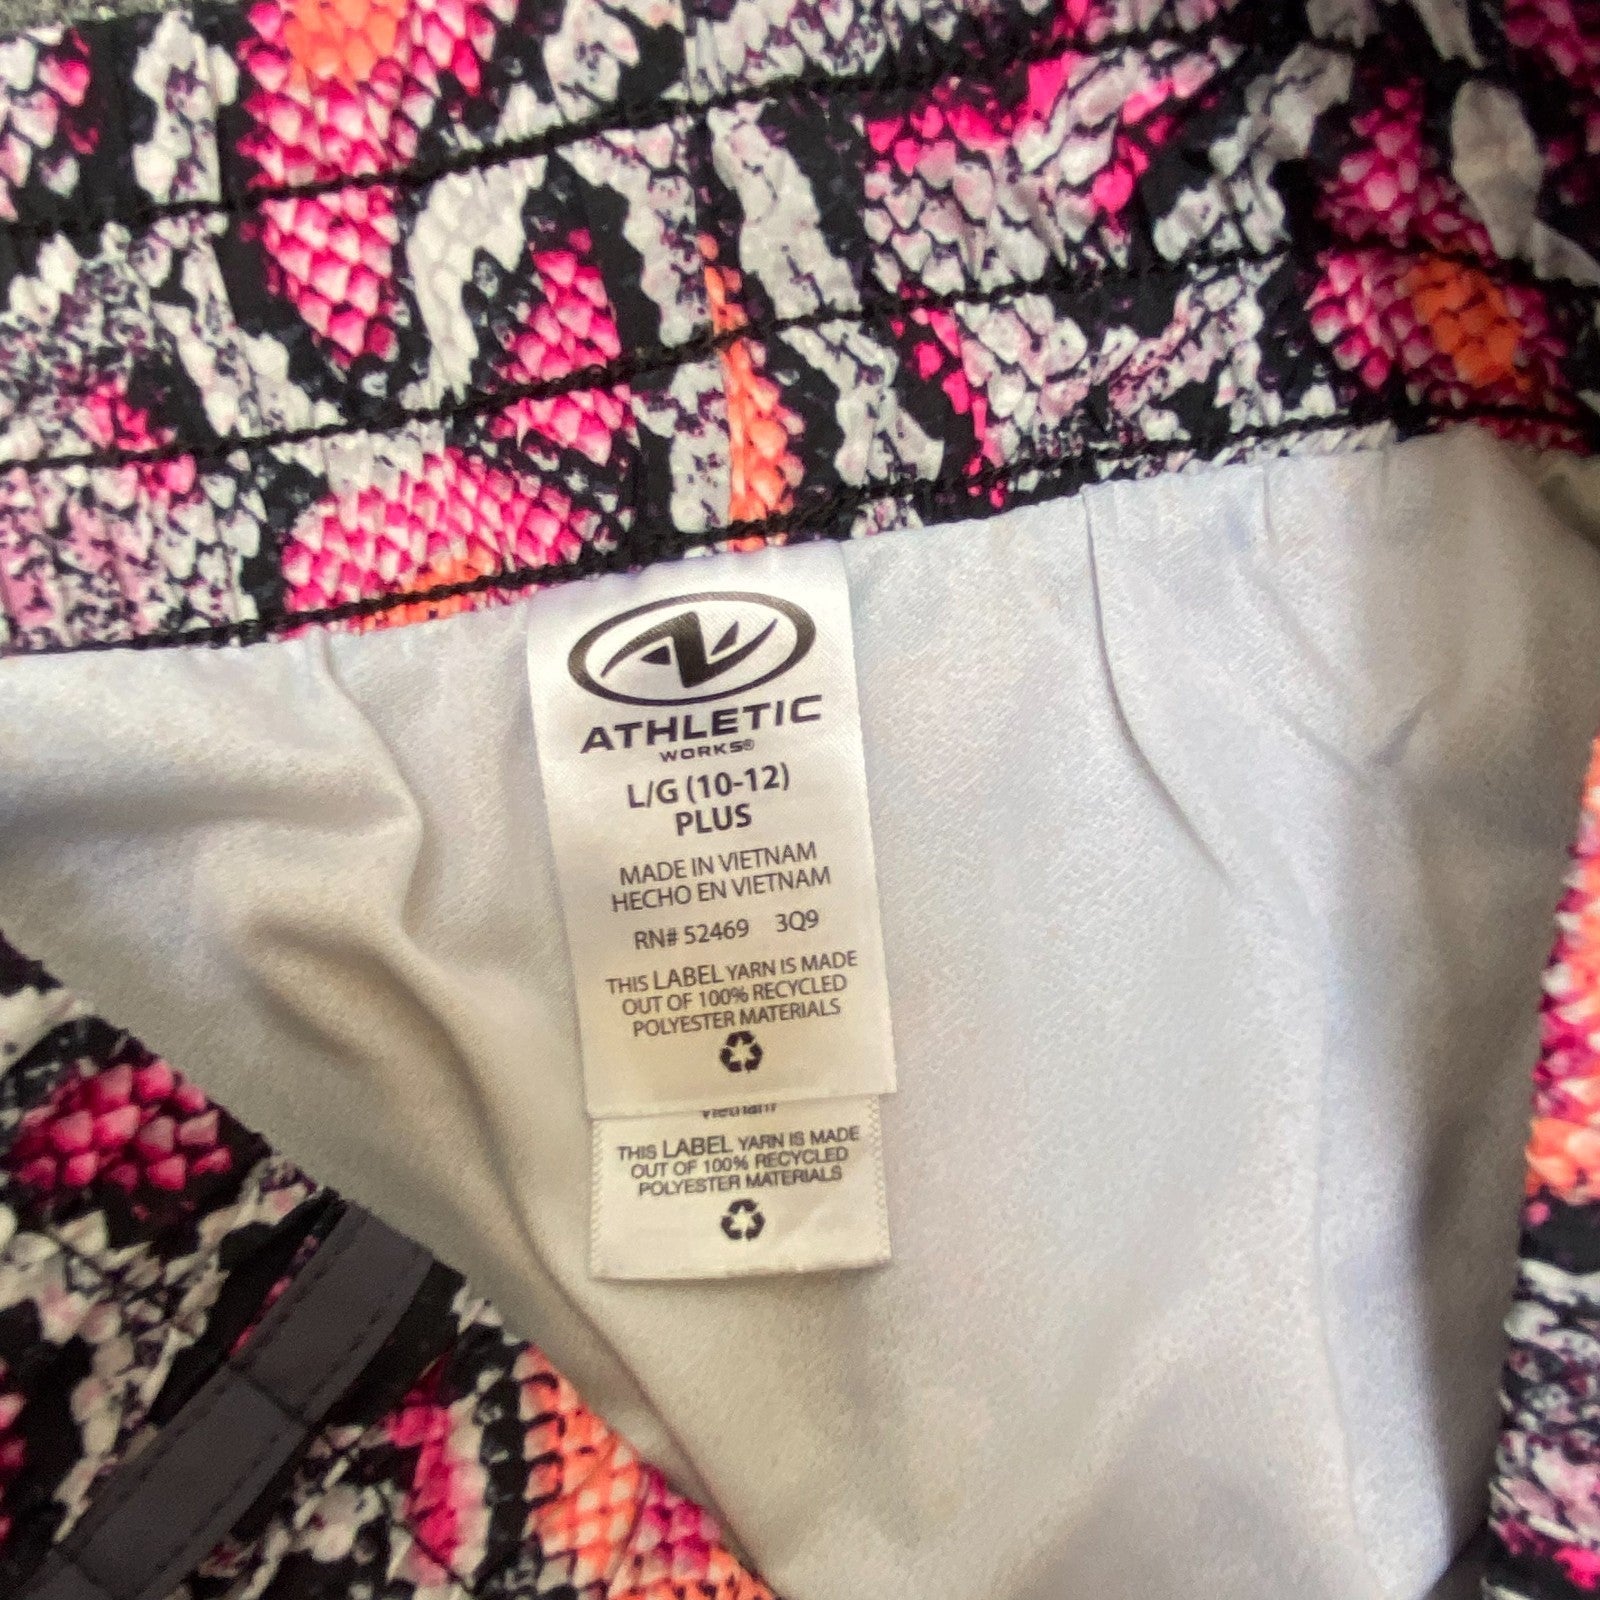 ATHLETIC
WORKS®
L/G (10-12)
PLUS
MADE IN VIETNAM
HECHO EN VIETNAM
RN# 52469 3Q9
THIS LABEL YARN IS MADE
OUT OF 100% RECYCLED
POLYESTER MATERIALS
Vietnam
THIS LABEL YARN IS MADE
OUT OF 100% RECYCLED
POLYESTER MATERIALS